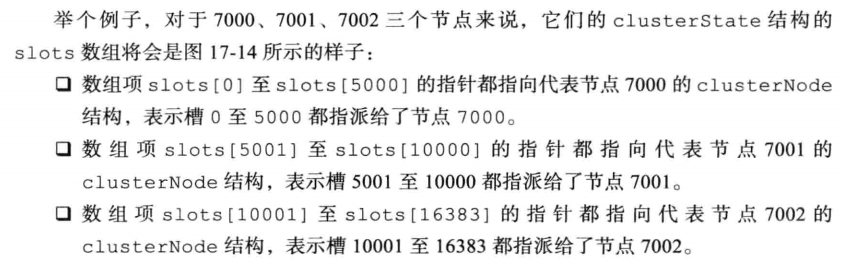 举个例子，对于 7000、7001、7002 三个节点来说，它们的 clusterState 结构的
slots 数组将会是图 17-14 所示的样子：
❑ 数组项 slots[0] 至 slots[5000] 的指针都指向代表节点 7000 的 clusterNode
结构，表示槽 0 至 5000 都指派给了节点 7000。
❑ 数组项 slots[5001] 至 slots[10000] 的指针都指向代表节点 7001 的
clusterNode 结构，表示槽 5001 至 10000 都指派给了节点 7001。
❑ 数组项 slots[10001] 至 slots[16383] 的指针都指向代表节点 7002 的
clusterNode 结构，表示槽 10001 至 16383 都指派给了节点 7002。